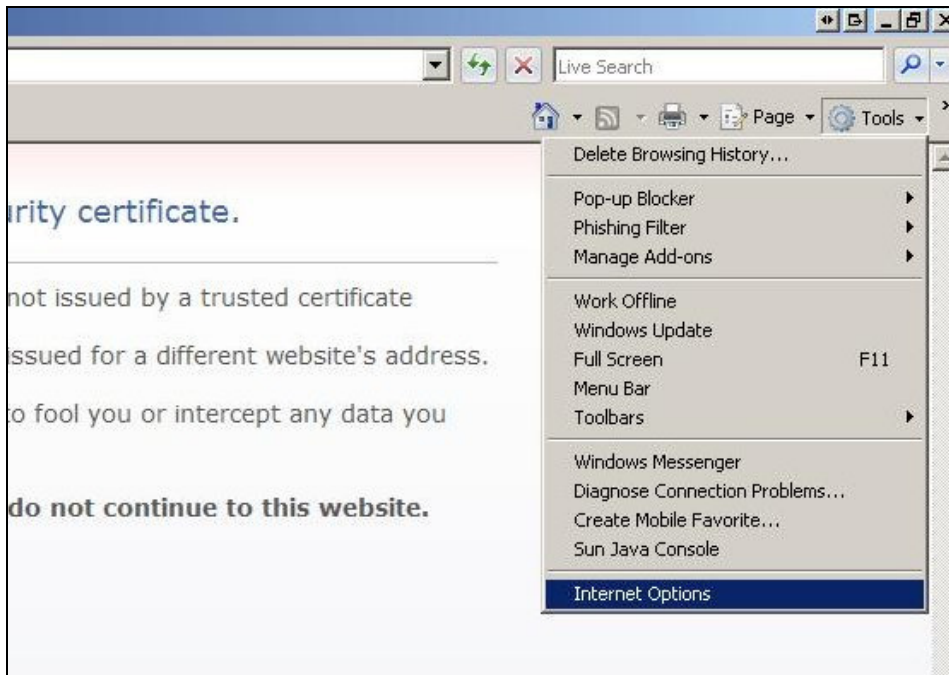 Live Search
Page
Tools
Delete Browsing History...
Pop-up Blocker
Phishing Filter
Manage Add-ons
Work Offline
Windows Update
Full Screen F11
Menu Bar
Toolbars
Windows Messenger
Diagnose Connection Problems...
Create Mobile Favorite...
Sun Java Console
Internet Options
urity certificate.
not issued by a trusted certificate
issued for a different website's address.
to fool you or intercept any data you
do not continue to this website.